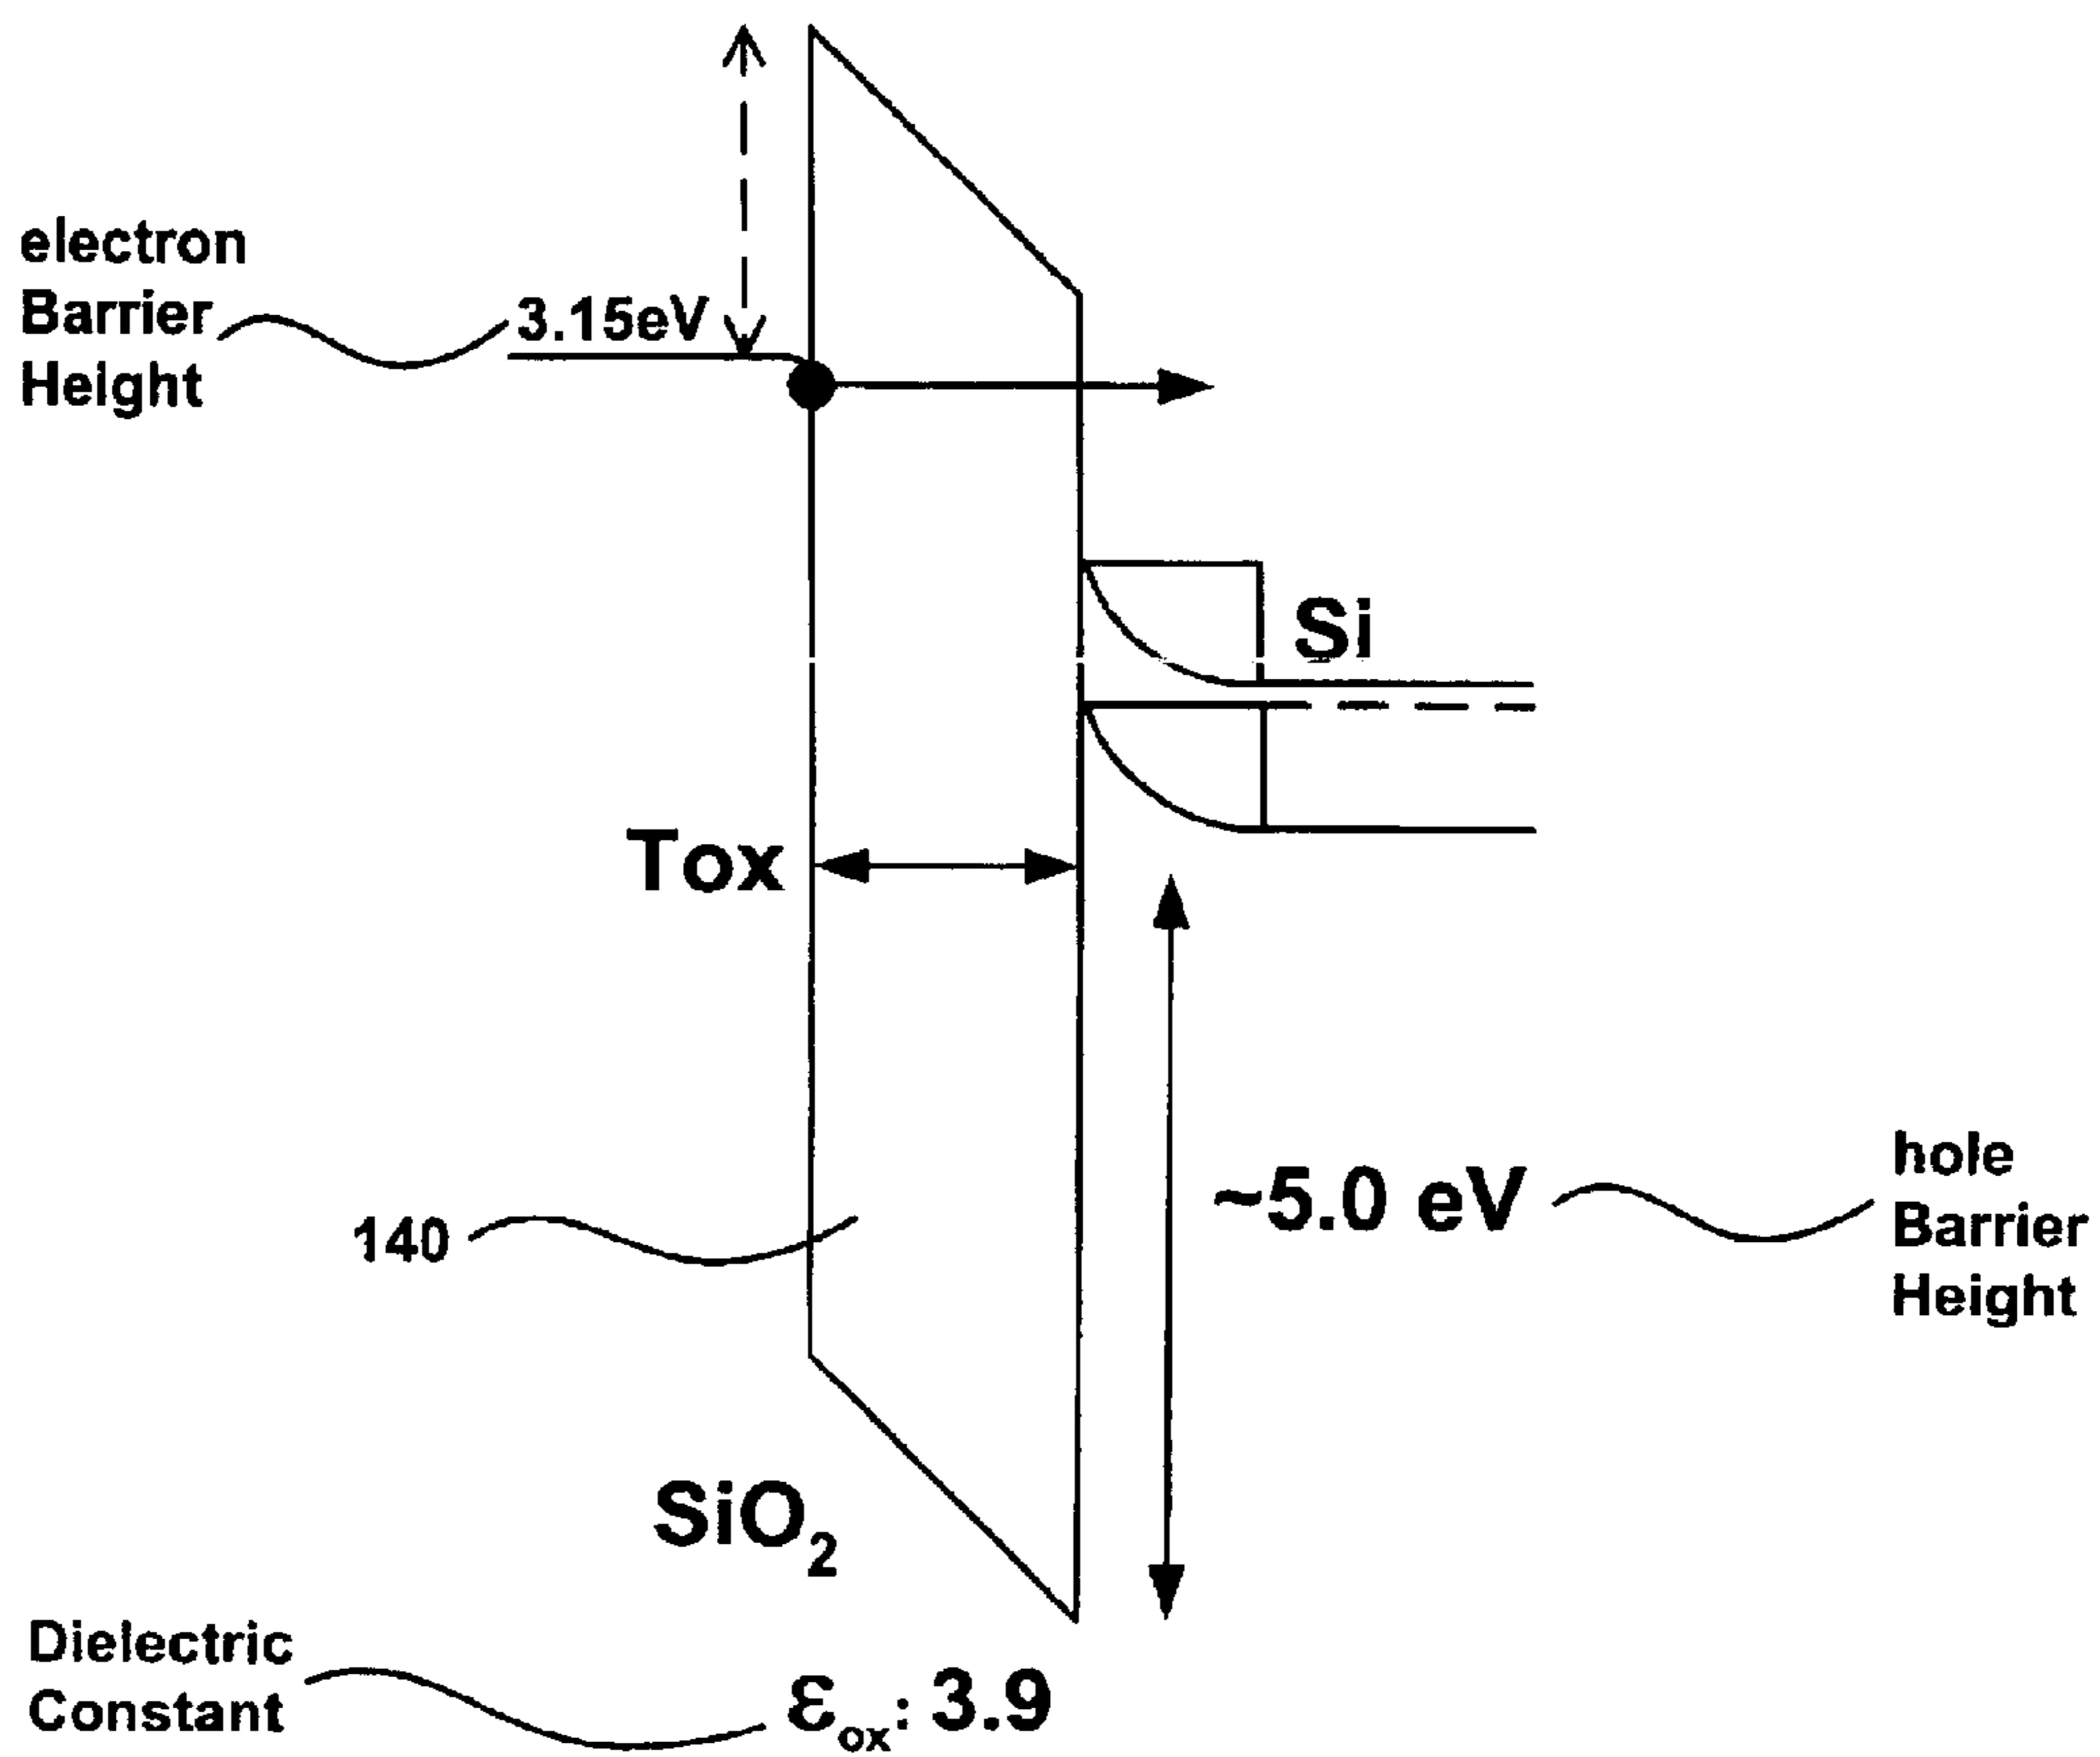 electron
Barrier
Height
3.15eV
Si
Tox
~5.0 eV
hole
Barrier
Height
140
SiO₂
Dielectric
Constant
εox: 3.9